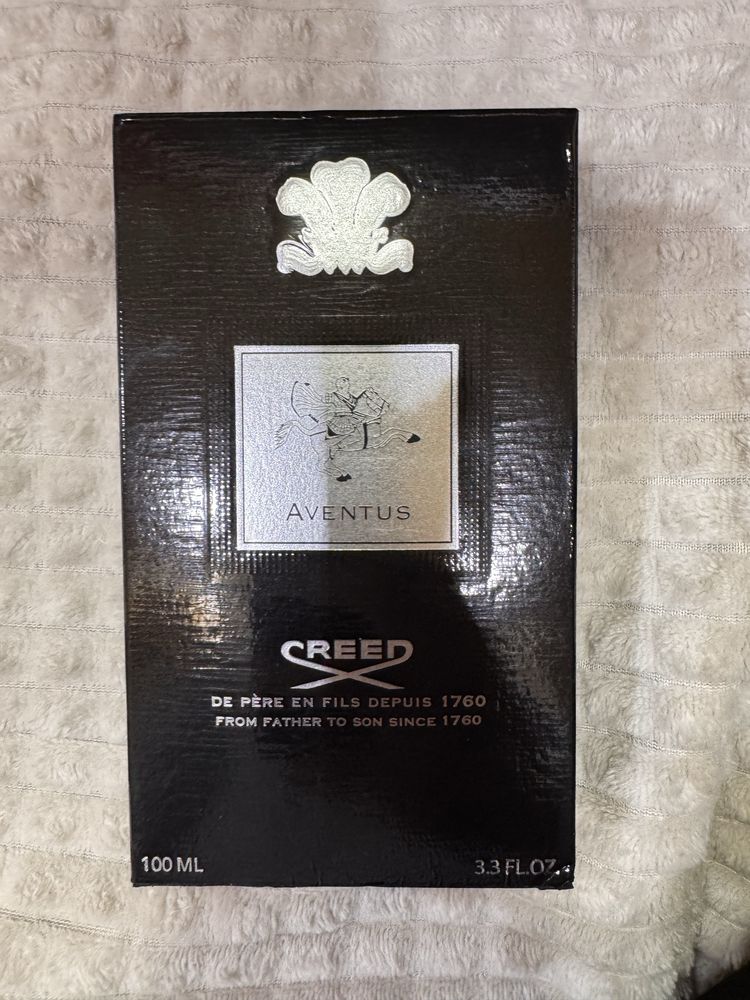 AVENTUS
CREED
DE PÈRE EN FILS DEPUIS 1760
FROM FATHER TO SON SINCE 1760
100 ML
3.3 FL.OZ.